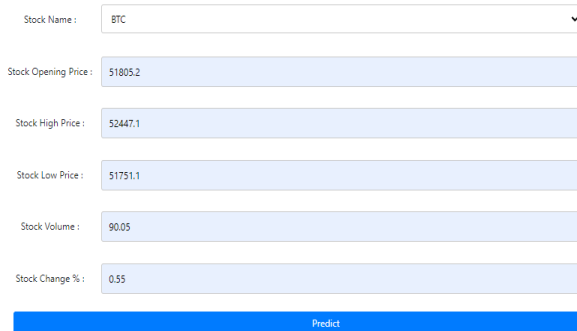 Stock Name : BTC
Stock Opening Price : 51805.2
Stock High Price : 52447.1
Stock Low Price : 51751.1
Stock Volume : 90.05
Stock Change % : 0.55
Predict